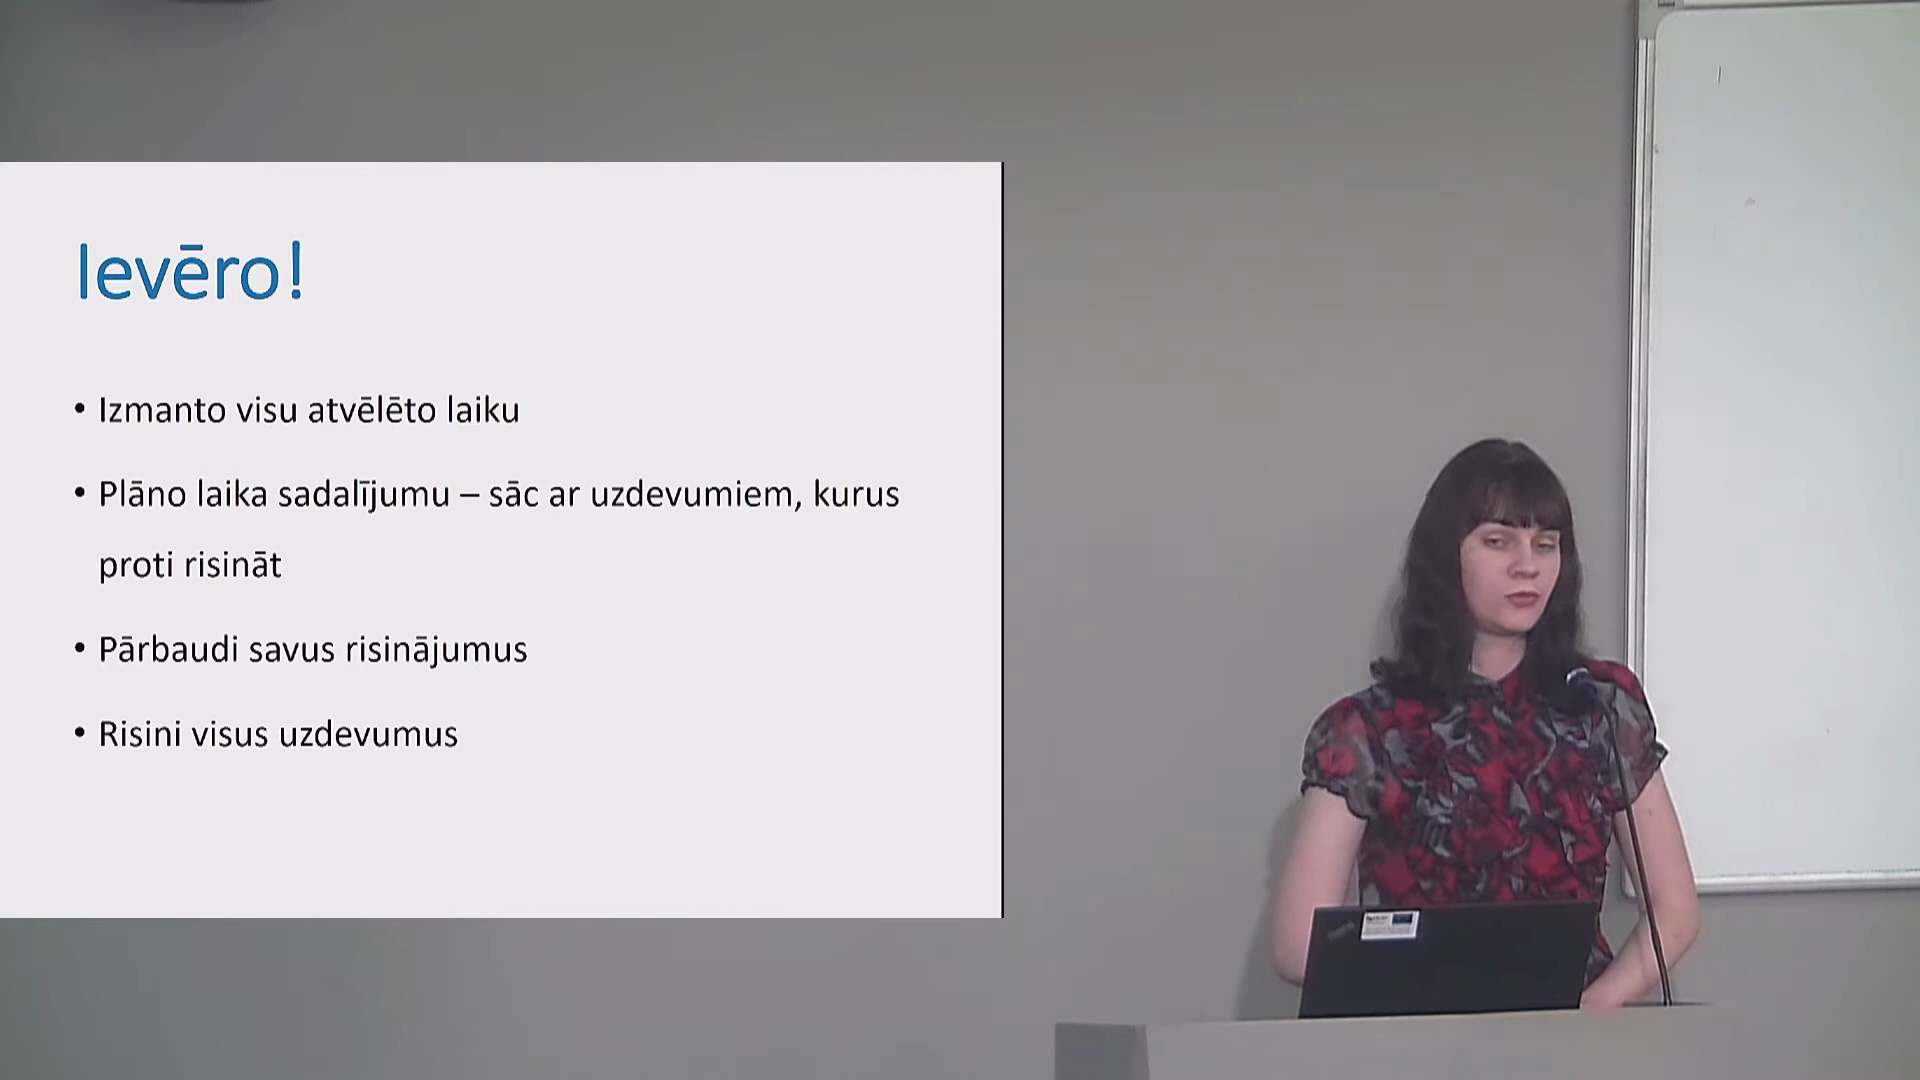 Ievēro!
• Izmanto visu atvēlēto laiku
• Plāno laika sadalījumu – sāc ar uzdevumiem, kurus
proti risināt
• Pārbaudi savus risinājumus
• Risini visus uzdevumus